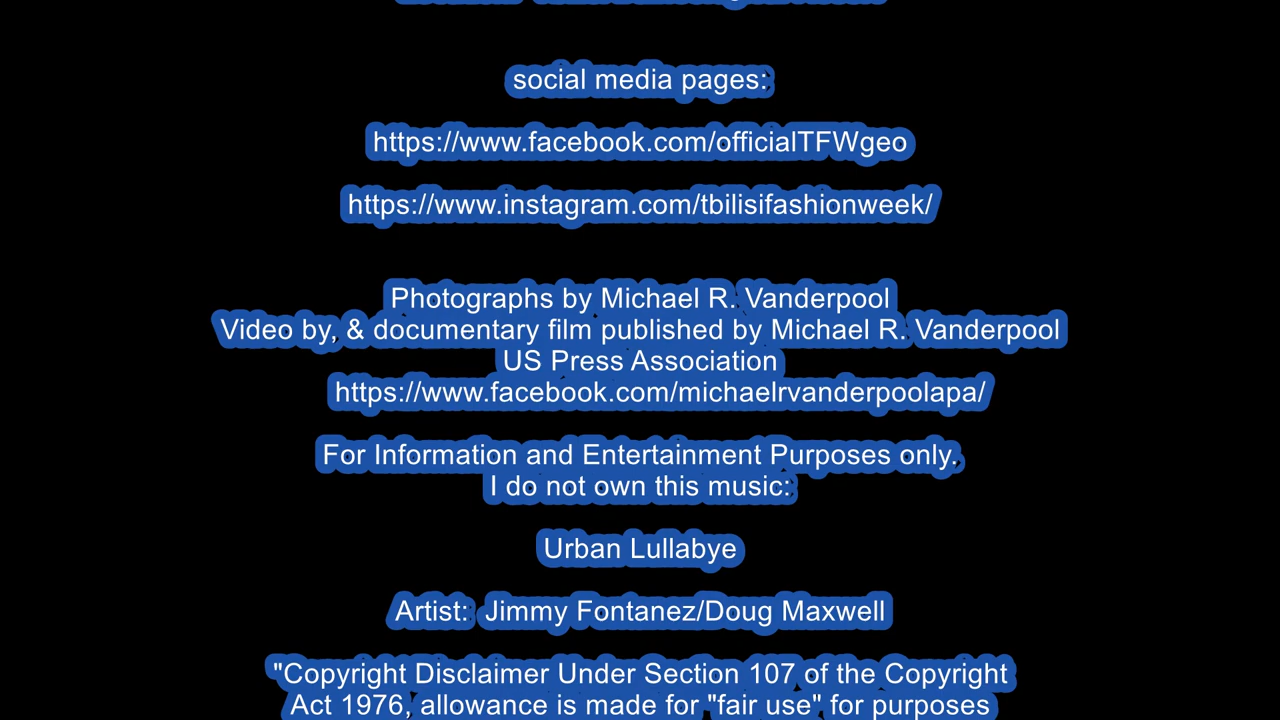 social media pages:
https://www.facebook.com/officialTFWgeo
https://www.instagram.com/tbilisifashionweek/
Photographs by Michael R. Vanderpool
Video by, & documentary film published by Michael R. Vanderpool
US Press Association
https://www.facebook.com/michaelrvanderpoolapa/
For Information and Entertainment Purposes only.
I do not own this music:
Urban Lullabye
Artist:  Jimmy Fontanez/Doug Maxwell
"Copyright Disclaimer Under Section 107 of the Copyright
Act 1976, allowance is made for "fair use" for purposes